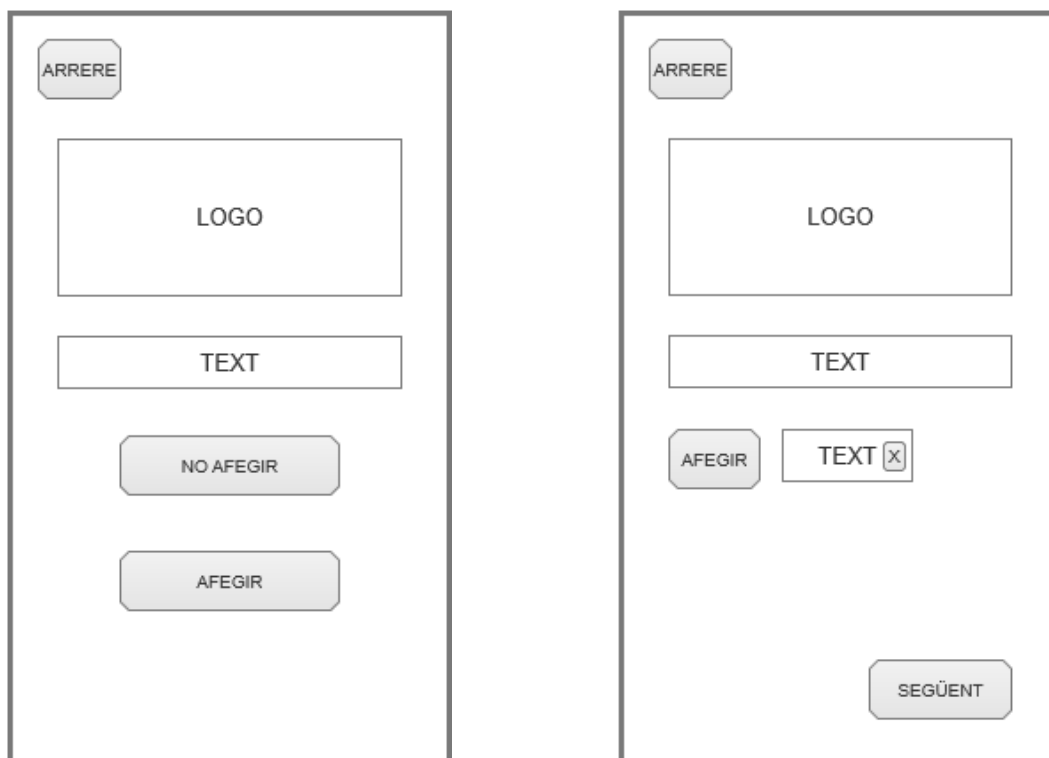 ARRERE
LOGO
TEXT
NO AFEGIR
AFEGIR
ARRERE
LOGO
TEXT
AFEGIR
TEXT X
SEGÜENT